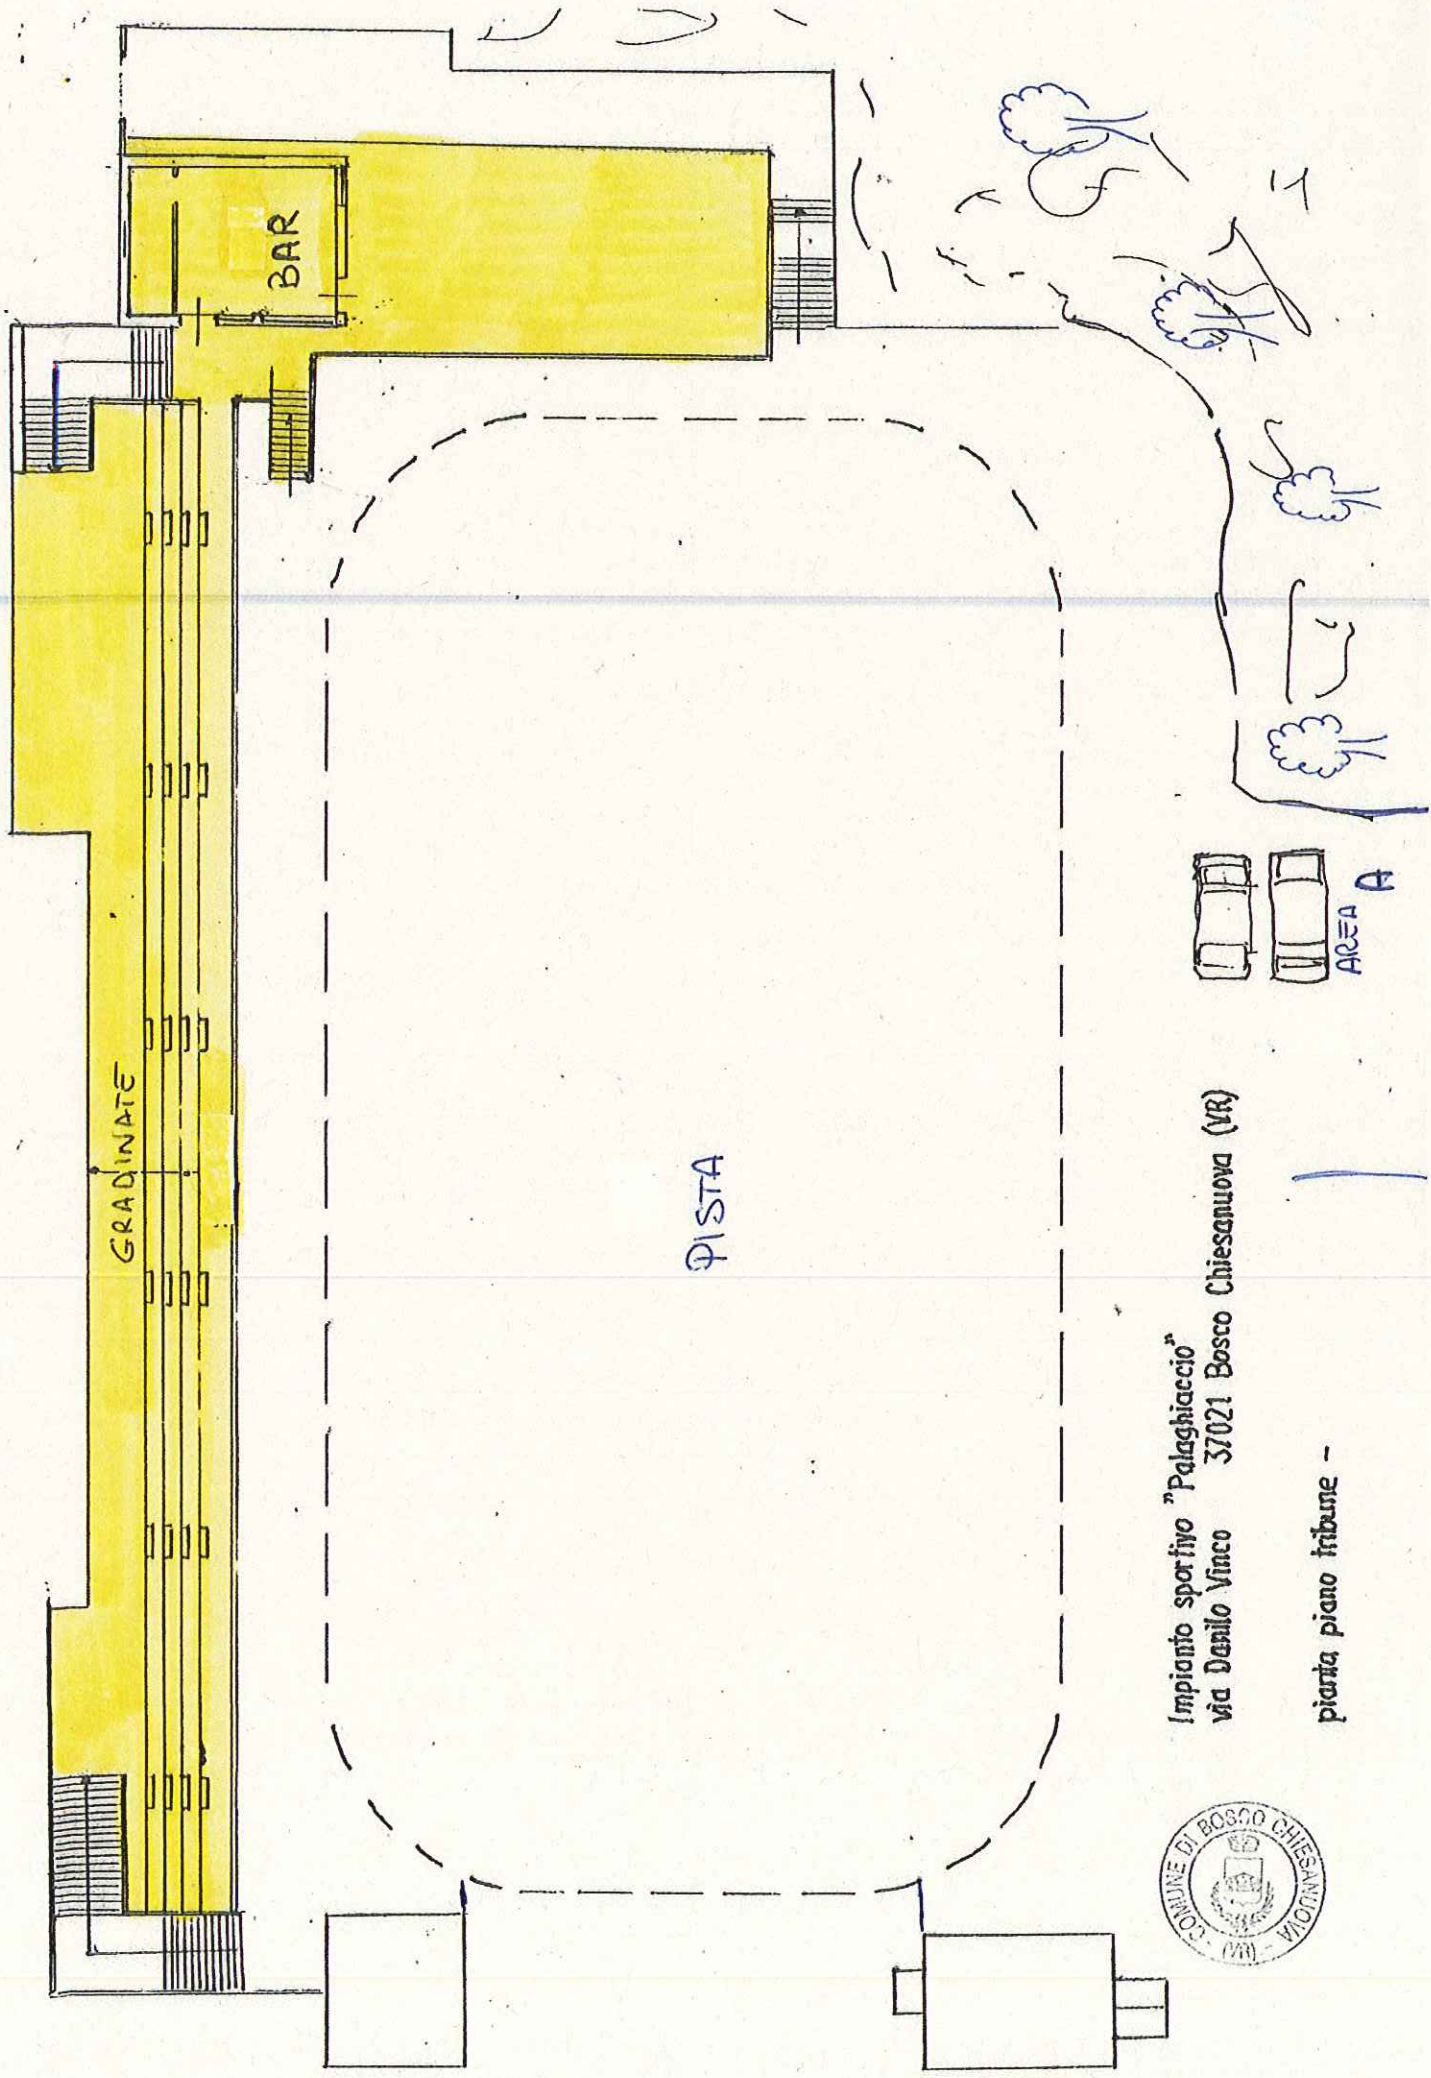 GRADINATE
BAR
PISTA
AREA
A
Impianto sportivo "Palaghiaccio"
via Danilo Vinco 37021 Bosco Chiesanuova (VR)
pianta piano tribune -
COMUNE DI BOSCO CHIESANUOVA - (VR) -